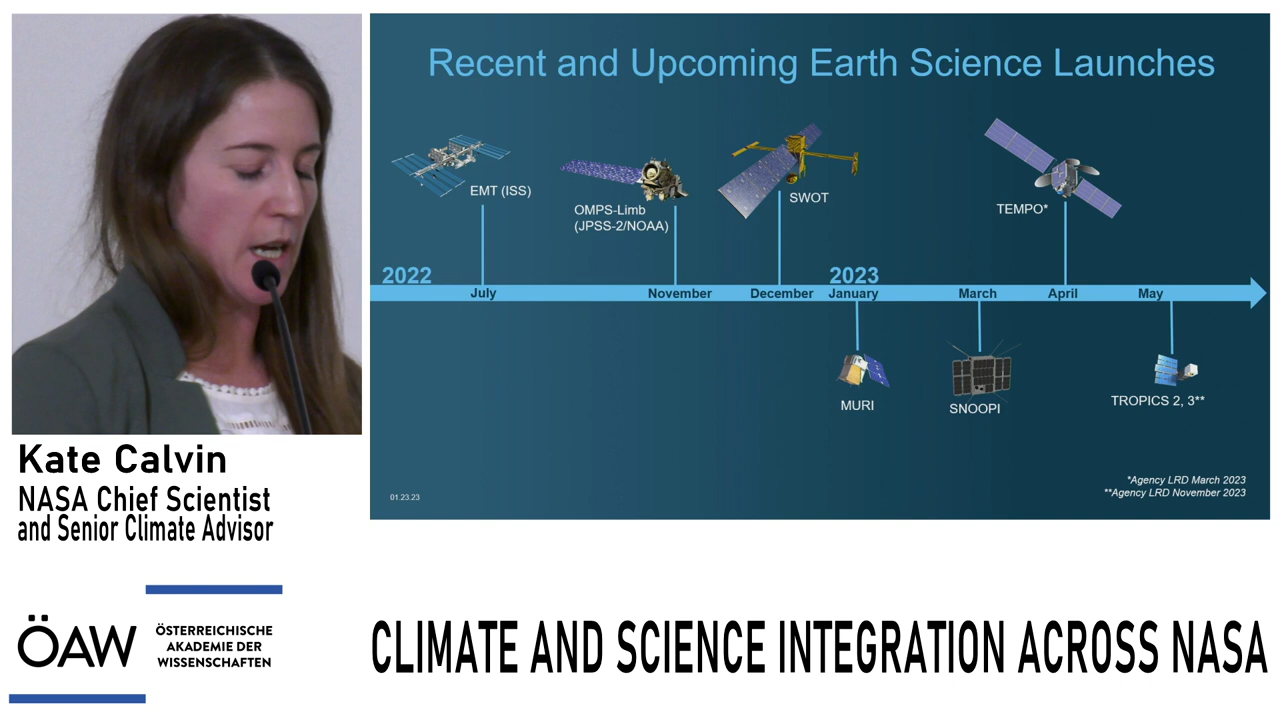 Recent and Upcoming Earth Science Launches
EMT (ISS)
OMPS-Limb
(JPSS-2/NOAA)
SWOT
TEMPO*
2022
2023
July
November
December
January
March
April
May
MURI
SNOOPI
TROPICS 2, 3**
*Agency LRD March 2023
**Agency LRD November 2023
01.23.23
Kate Calvin
NASA Chief Scientist
and Senior Climate Advisor
ÖAW
ÖSTERREICHISCHE
AKADEMIE DER
WISSENSCHAFTEN
CLIMATE AND SCIENCE INTEGRATION ACROSS NASA